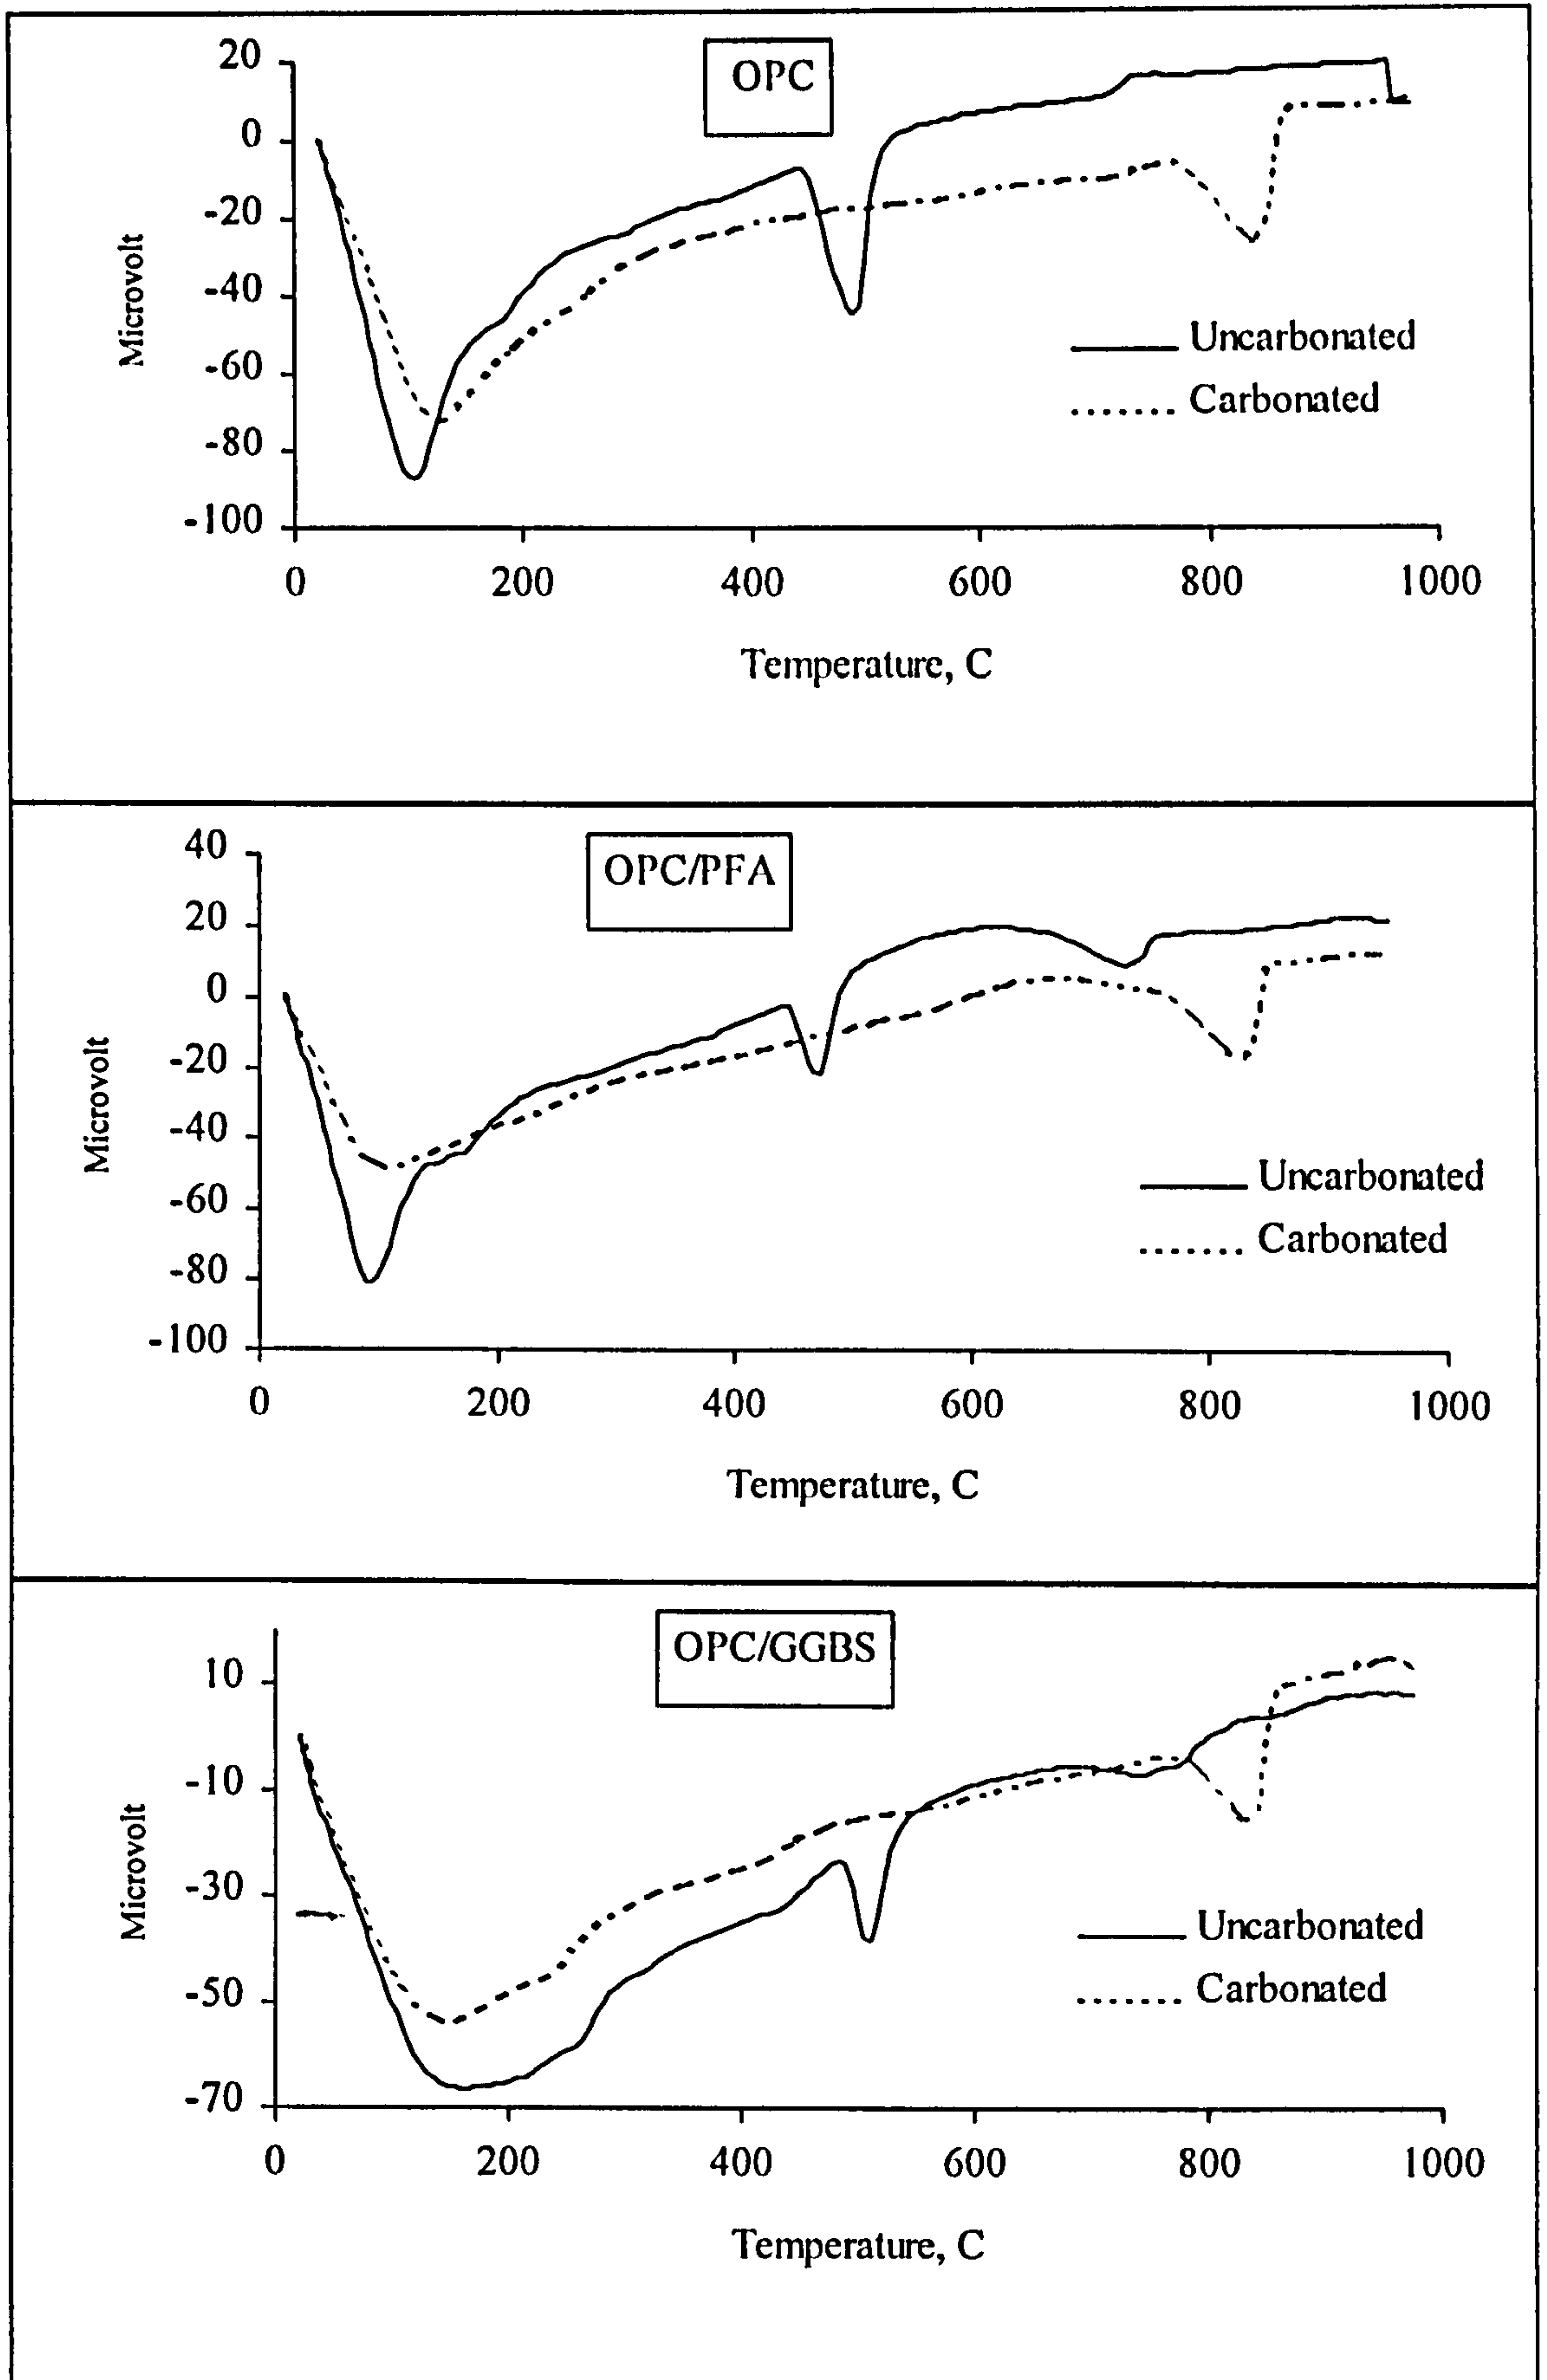 OPC
20
0
-20
-40
-60
-80
-100
Microvolt
Uncarbonated
Carbonated
0 200 400 600 800 1000
Temperature, C
OPC/PFA
40
20
0
-20
-40
-60
-80
-100
Microvolt
Uncarbonated
Carbonated
0 200 400 600 800 1000
Temperature, C
OPC/GGBS
10
-10
-30
-50
-70
Microvolt
Uncarbonated
Carbonated
0 200 400 600 800 1000
Temperature, C